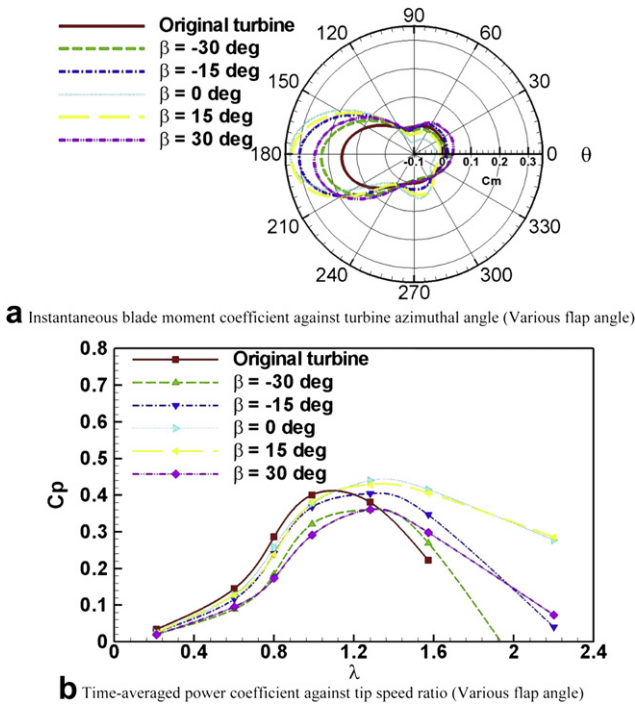 Original turbine
β = -30 deg
β = -15 deg
β = 0 deg
β = 15 deg
β = 30 deg
90
120
60
150
30
180
-0.1 0 0.1 0.2 0.3
0 θ
Cm
210
330
240
300
270
a Instantaneous blade moment coefficient against turbine azimuthal angle (Various flap angle)
0.8
0.7
0.6
0.5
0.4
0.3
0.2
0.1
0
Cp
Original turbine
β = -30 deg
β = -15 deg
β = 0 deg
β = 15 deg
β = 30 deg
0 0.4 0.8 1.2 1.6 2 2.4
λ
b Time-averaged power coefficient against tip speed ratio (Various flap angle)